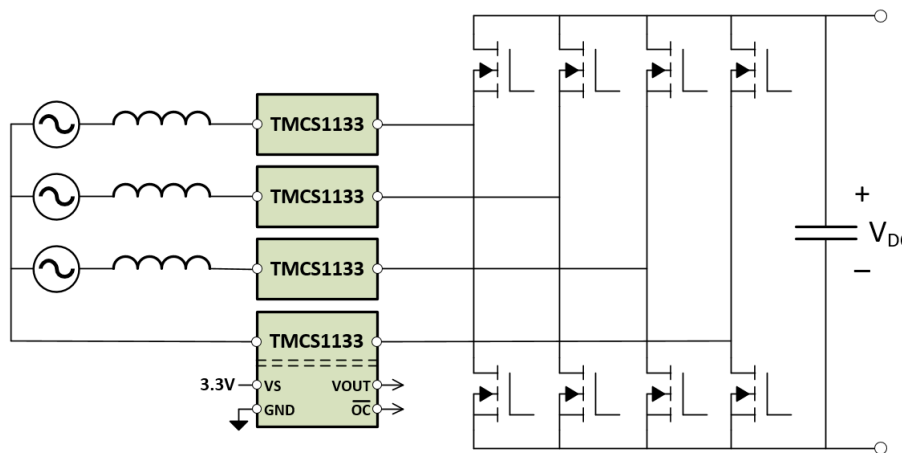 TMCS1133
TMCS1133
TMCS1133
TMCS1133
3.3V VS VOUT
GND OC
+
V
−